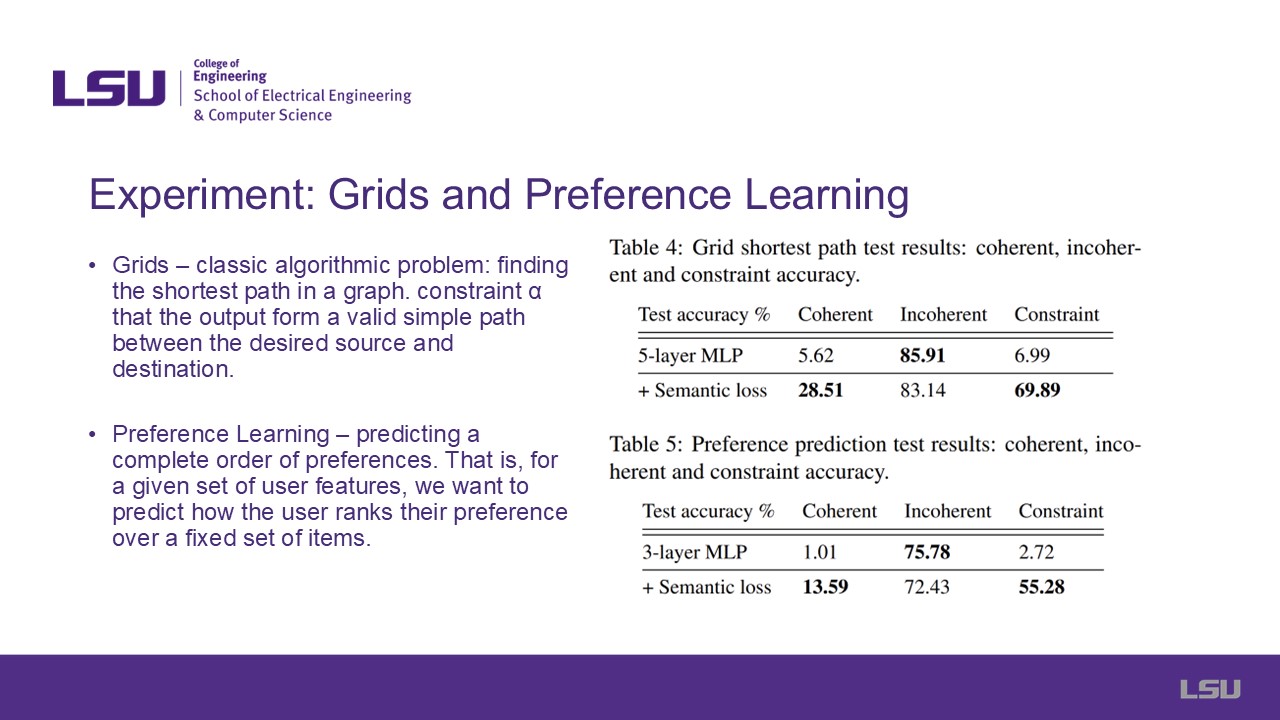 LSU
College of
Engineering
School of Electrical Engineering
& Computer Science
Experiment: Grids and Preference Learning
• Grids – classic algorithmic problem: finding
the shortest path in a graph. constraint α
that the output form a valid simple path
between the desired source and
destination.
• Preference Learning – predicting a
complete order of preferences. That is, for
a given set of user features, we want to
predict how the user ranks their preference
over a fixed set of items.
Table 4: Grid shortest path test results: coherent, incoher-
ent and constraint accuracy.
Test accuracy % Coherent Incoherent Constraint
5-layer MLP 5.62 85.91 6.99
+ Semantic loss 28.51 83.14 69.89
Table 5: Preference prediction test results: coherent, inco-
herent and constraint accuracy.
Test accuracy % Coherent Incoherent Constraint
3-layer MLP 1.01 75.78 2.72
+ Semantic loss 13.59 72.43 55.28
LSU